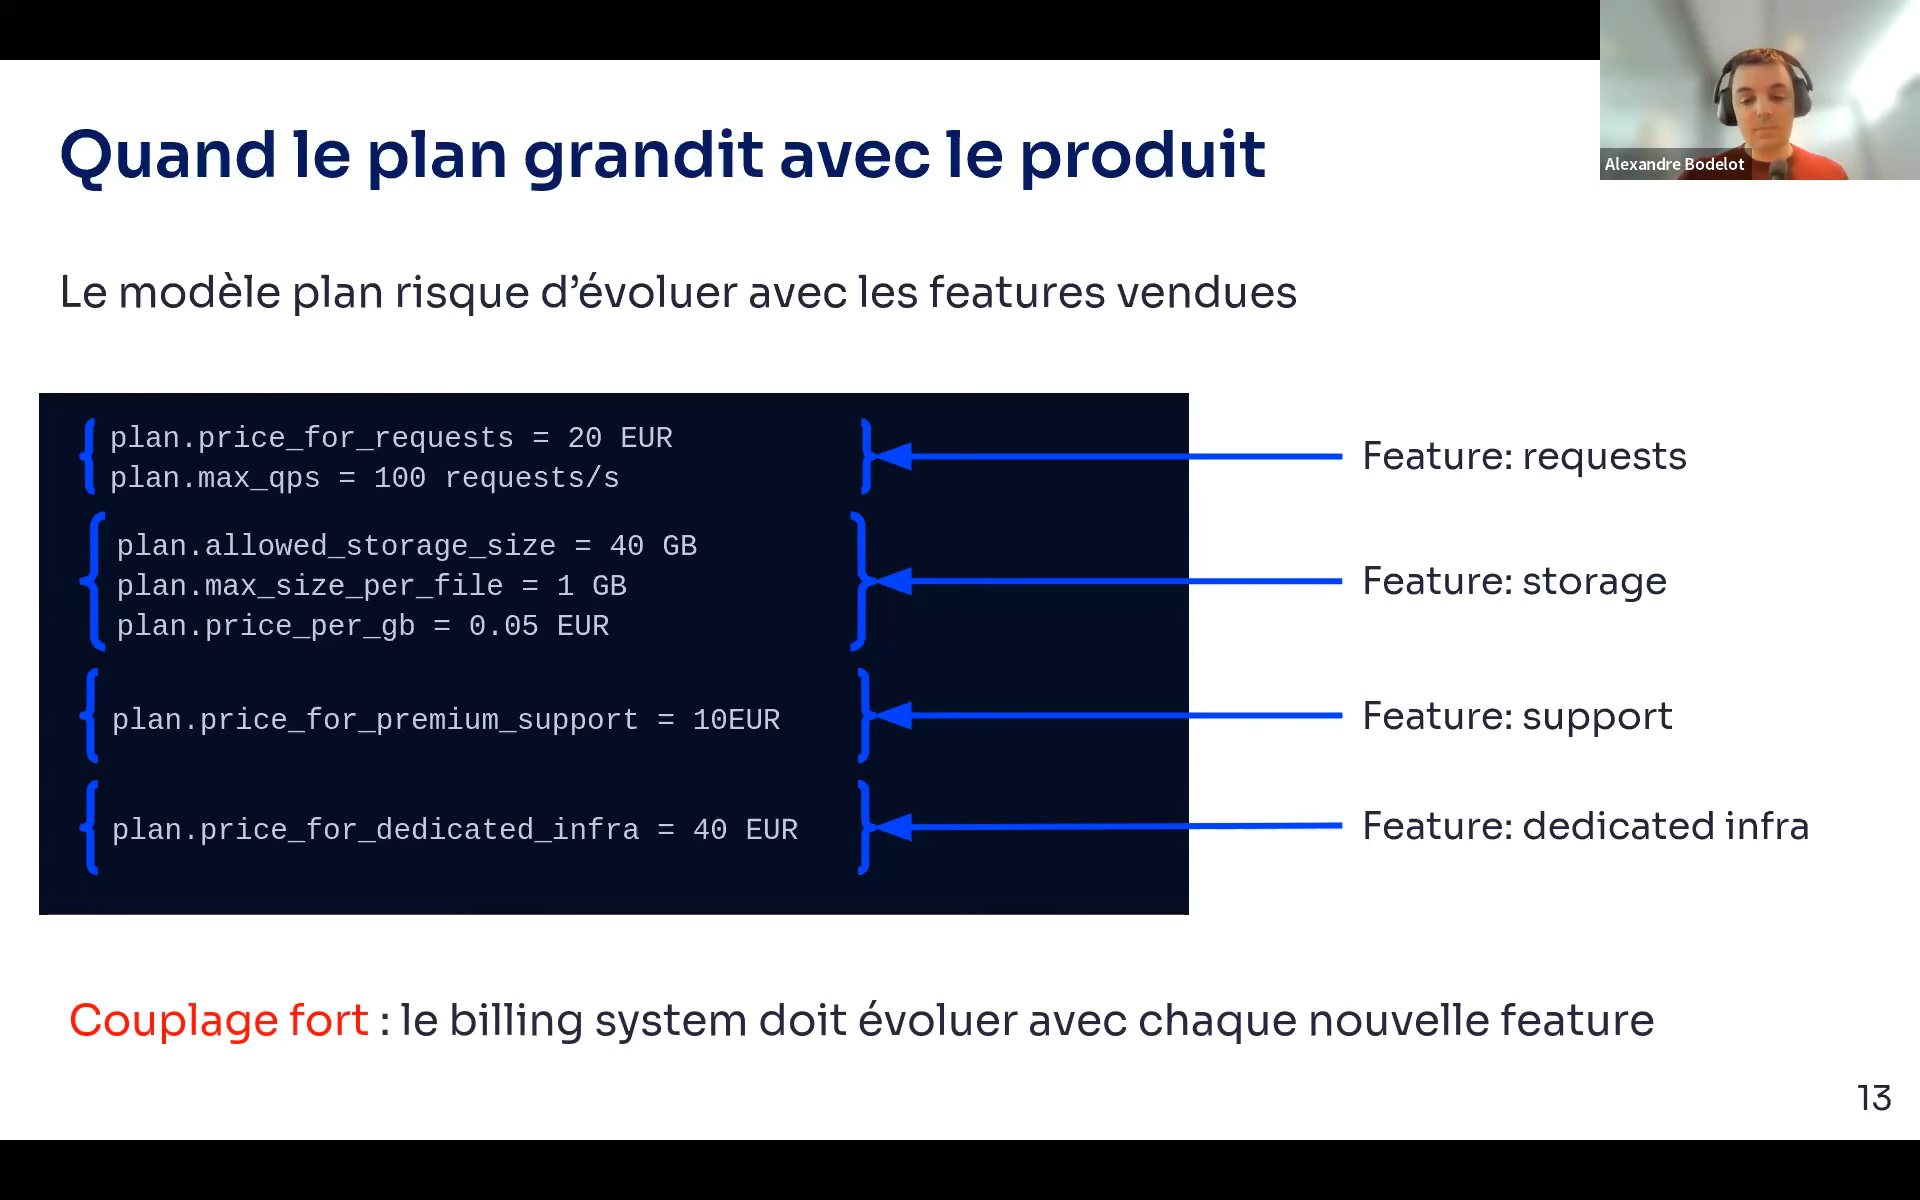 Quand le plan grandit avec le produit
Alexandre Bodelot
Le modèle plan risque d’évoluer avec les features vendues
plan.price_for_requests = 20 EUR
plan.max_qps = 100 requests/s
Feature: requests
plan.allowed_storage_size = 40 GB
plan.max_size_per_file = 1 GB
plan.price_per_gb = 0.05 EUR
Feature: storage
plan.price_for_premium_support = 10EUR
Feature: support
plan.price_for_dedicated_infra = 40 EUR
Feature: dedicated infra
Couplage fort : le billing system doit évoluer avec chaque nouvelle feature
13